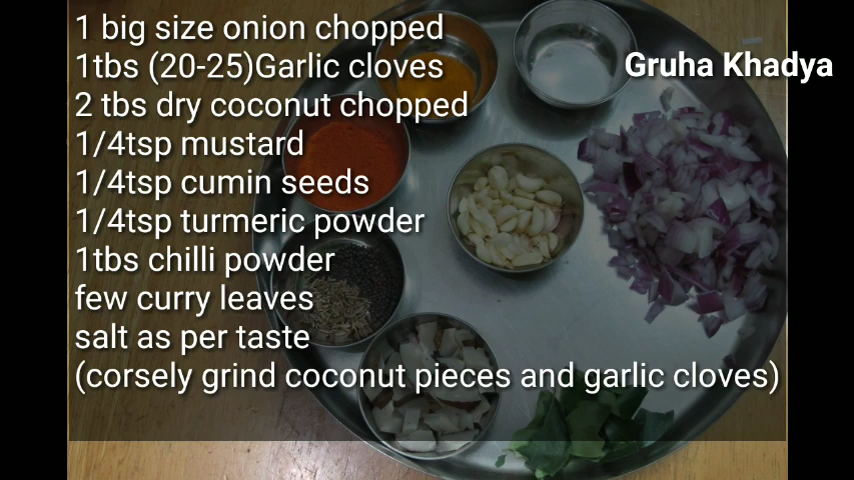 1 big size onion chopped
1tbs (20-25)Garlic cloves
Gruha Khadya
2 tbs dry coconut chopped
1/4tsp mustard
1/4tsp cumin seeds
1/4tsp turmeric powder
1tbs chilli powder
few curry leaves
salt as per taste
(corsely grind coconut pieces and garlic cloves)